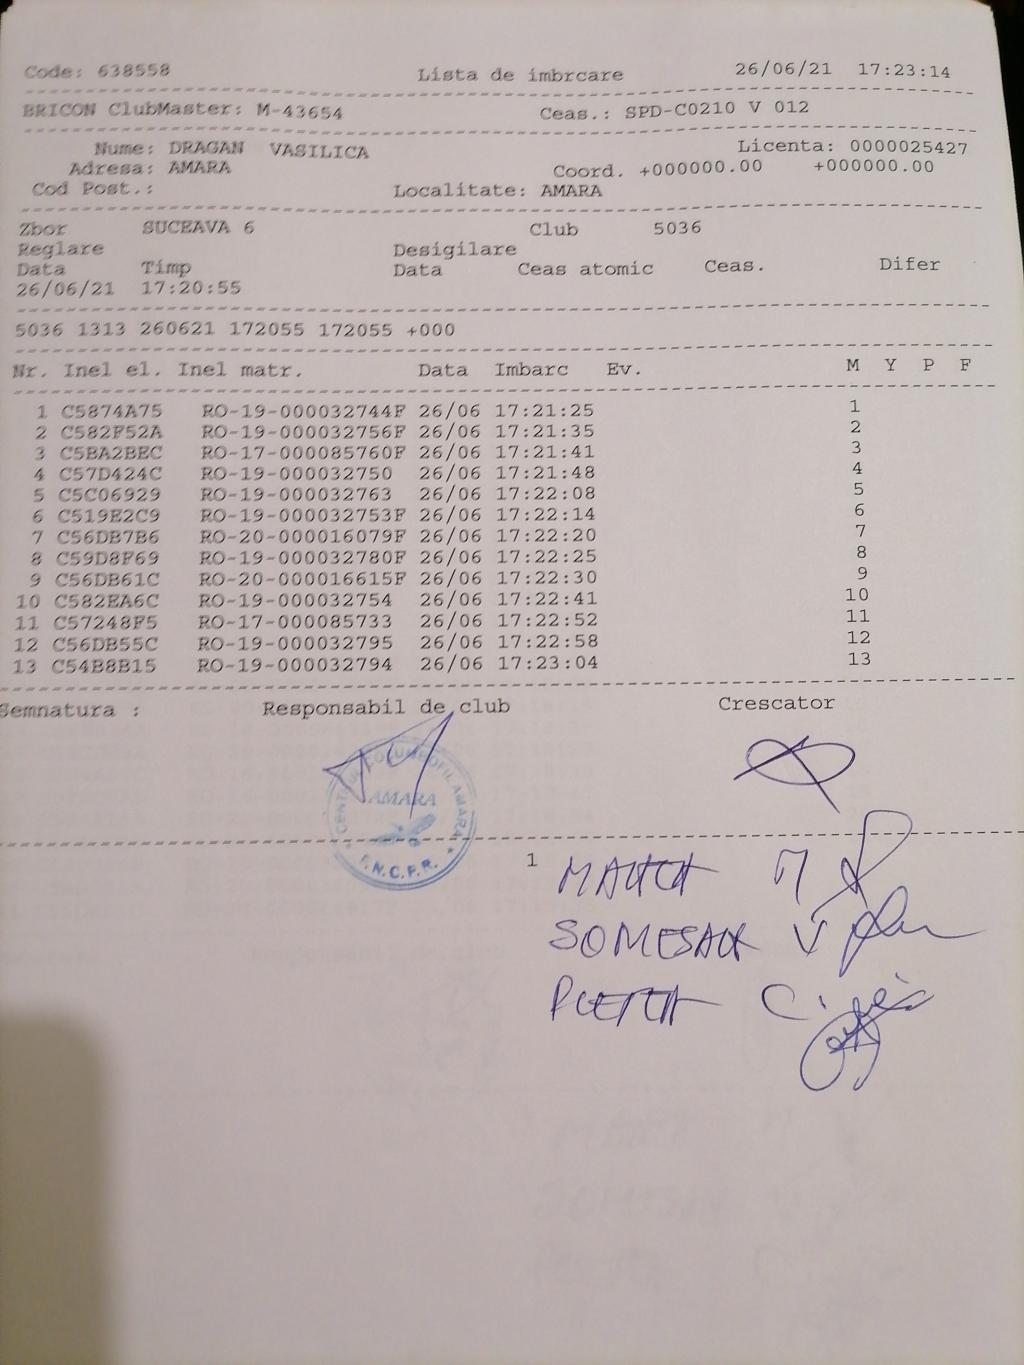 Code: 638558 Lista de imbrcare 26/06/21 17:23:14
BRICON ClubMaster: M-43654 Ceas.: SPD-C0210 V 012
Nume: DRAGAN VASILICA Licenta: 0000025427
Adresa: AMARA Coord. +000000.00 +000000.00
Cod Post.: Localitate: AMARA
Zbor SUCEAVA 6 Club 5036
Reglare Desigilare
Data Timp Data Ceas atomic Ceas. Difer
26/06/21 17:20:55
5036 1313 260621 172055 172055 +000
Nr. Inel el. Inel matr. Data Imbarc Ev. M Y P F
1 C5874A75 RO-19-000032744F 26/06 17:21:25 1
2 C582F52A RO-19-000032756F 26/06 17:21:35 2
3 C5BA2BEC RO-17-000085760F 26/06 17:21:41 3
4 C57D424C RO-19-000032750 26/06 17:21:48 4
5 C5C06929 RO-19-000032763 26/06 17:22:08 5
6 C519E2C9 RO-19-000032753F 26/06 17:22:14 6
7 C56DB7B6 RO-20-000016079F 26/06 17:22:20 7
8 C59D8F69 RO-19-000032780F 26/06 17:22:25 8
9 C56DB61C RO-20-000016615F 26/06 17:22:30 9
10 C582EA6C RO-19-000032754 26/06 17:22:41 10
11 C57248F5 RO-17-000085733 26/06 17:22:52 11
12 C56DB55C RO-19-000032795 26/06 17:22:58 12
13 C54B8B15 RO-19-000032794 26/06 17:23:04 13
Semnatura : Responsabil de club Crescator
COLUMBOFIL AMARA
AMARA
F.N.C.P.R.
1
V
C.